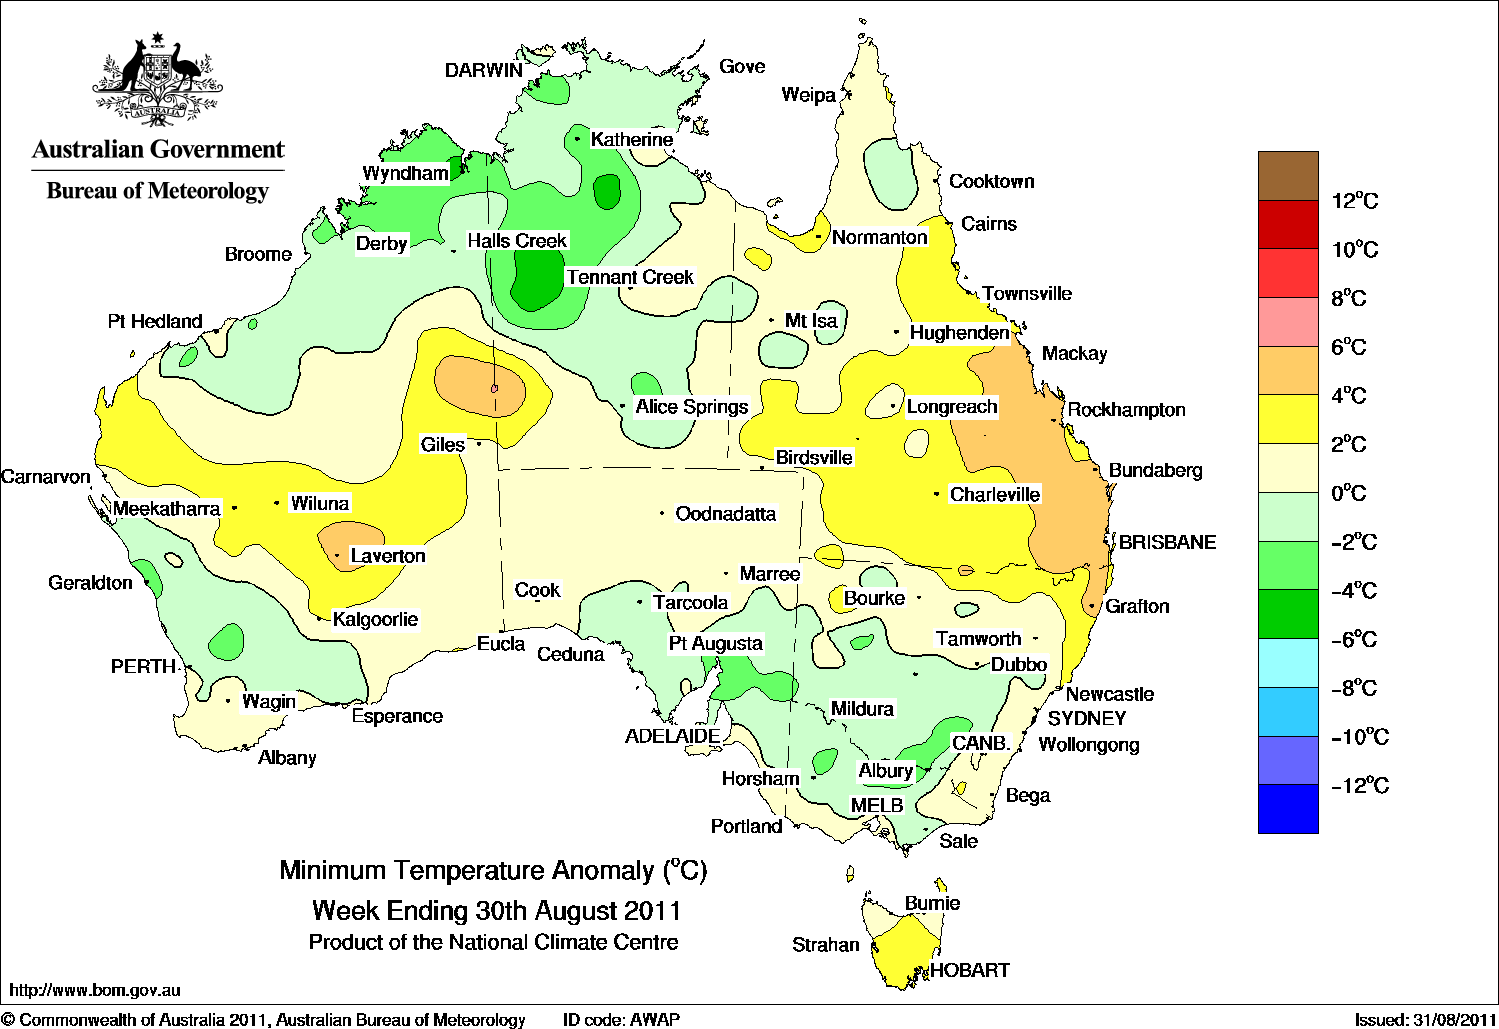 AUSTRALIA
Australian Government
Bureau of Meteorology
DARWIN
Gove
Weipa
Katherine
Wyndham
Cooktown
Cairns
Normanton
Derby
Halls Creek
Broome
Tennant Creek
Townsville
Pt Hedland
Mt Isa
Hughenden
Mackay
Alice Springs
Longreach
Rockhampton
Giles
Birdsville
Bundaberg
Carnarvon
Meekatharra
Wiluna
Charleville
Oodnadatta
BRISBANE
Laverton
Marree
Geraldton
Cook
Tarcoola
Bourke
Grafton
Kalgoorlie
Eucla
Ceduna
Pt Augusta
Tamworth
Dubbo
PERTH
Wagin
Esperance
Newcastle
Mildura
SYDNEY
ADELAIDE
CANB.
Wollongong
Albany
Horsham
Albury
Bega
MELB
Portland
Sale
Burnie
Strahan
HOBART
12°C
10°C
8°C
6°C
4°C
2°C
0°C
-2°C
-4°C
-6°C
-8°C
-10°C
-12°C
Minimum Temperature Anomaly (°C)
Week Ending 30th August 2011
Product of the National Climate Centre
http://www.bom.gov.au
© Commonwealth of Australia 2011, Australian Bureau of Meteorology ID code: AWAP Issued: 31/08/2011